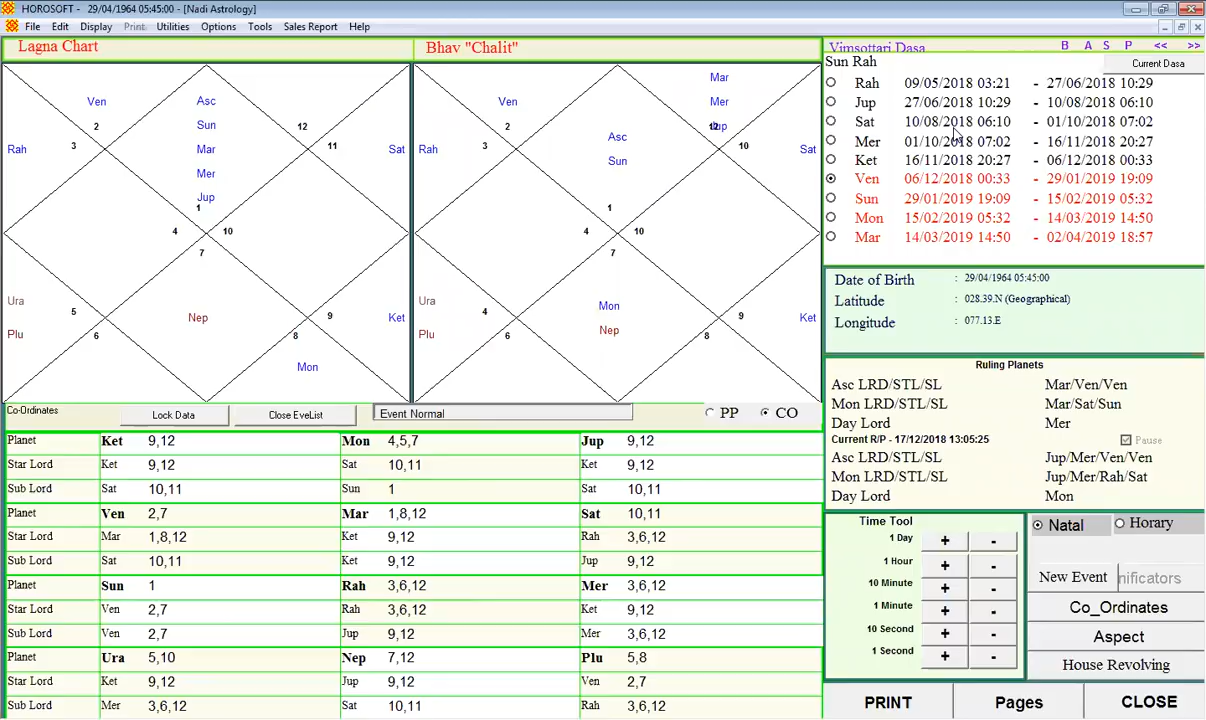 HOROSOFT - 29/04/1964 05:45:00 - [Nadi Astrology]
File Edit Display Print Utilities Options Tools Sales Report Help
Lagna Chart
Ven
Asc
Sun
Mar
Mer
Jup
2
12
3
11
Rah
Sat
1
4
10
7
Ura
Plu
5
6
Nep
9
8
Ket
Mon
Bhav "Chalit"
Ven
Mar
Mer
Jup
Asc
Sun
2
12
3
10
Rah
Sat
1
4
10
7
Ura
Plu
4
6
Mon
Nep
9
8
Ket
Vimsottari Dasa B A S P << >>
Sun Rah Current Dasa
Rah 09/05/2018 03:21 - 27/06/2018 10:29
Jup 27/06/2018 10:29 - 10/08/2018 06:10
Sat 10/08/2018 06:10 - 01/10/2018 07:02
Mer 01/10/2018 07:02 - 16/11/2018 20:27
Ket 16/11/2018 20:27 - 06/12/2018 00:33
Ven 06/12/2018 00:33 - 29/01/2019 19:09
Sun 29/01/2019 19:09 - 15/02/2019 05:32
Mon 15/02/2019 05:32 - 14/03/2019 14:50
Mar 14/03/2019 14:50 - 02/04/2019 18:57
Date of Birth : 29/04/1964 05:45:00
Latitude : 028.39.N (Geographical)
Longitude : 077.13.E
Ruling Planets
Asc LRD/STL/SL Mar/Ven/Ven
Mon LRD/STL/SL Mar/Sat/Sun
Day Lord Mer
Current R/P - 17/12/2018 13:05:25 Pause
Asc LRD/STL/SL Jup/Mer/Ven/Ven
Mon LRD/STL/SL Jup/Mer/Rah/Sat
Day Lord Mon
Co-Ordinates Lock Data Close EveList Event Normal PP CO
Planet Ket 9,12 Mon 4,5,7 Jup 9,12
Star Lord Ket 9,12 Sat 10,11 Ket 9,12
Sub Lord Sat 10,11 Sun 1 Sat 10,11
Planet Ven 2,7 Mar 1,8,12 Sat 10,11
Star Lord Mar 1,8,12 Ket 9,12 Rah 3,6,12
Sub Lord Sat 10,11 Ket 9,12 Jup 9,12
Planet Sun 1 Rah 3,6,12 Mer 3,6,12
Star Lord Ven 2,7 Rah 3,6,12 Ket 9,12
Sub Lord Ven 2,7 Jup 9,12 Mer 3,6,12
Planet Ura 5,10 Nep 7,12 Plu 5,8
Star Lord Ket 9,12 Jup 9,12 Ven 2,7
Sub Lord Mer 3,6,12 Sat 10,11 Rah 3,6,12
Time Tool
1 Day + -
1 Hour + -
10 Minute + -
1 Minute + -
10 Second + -
1 Second + -
Natal Horary
New Event nificators
Co_Ordinates
Aspect
House Revolving
PRINT Pages CLOSE